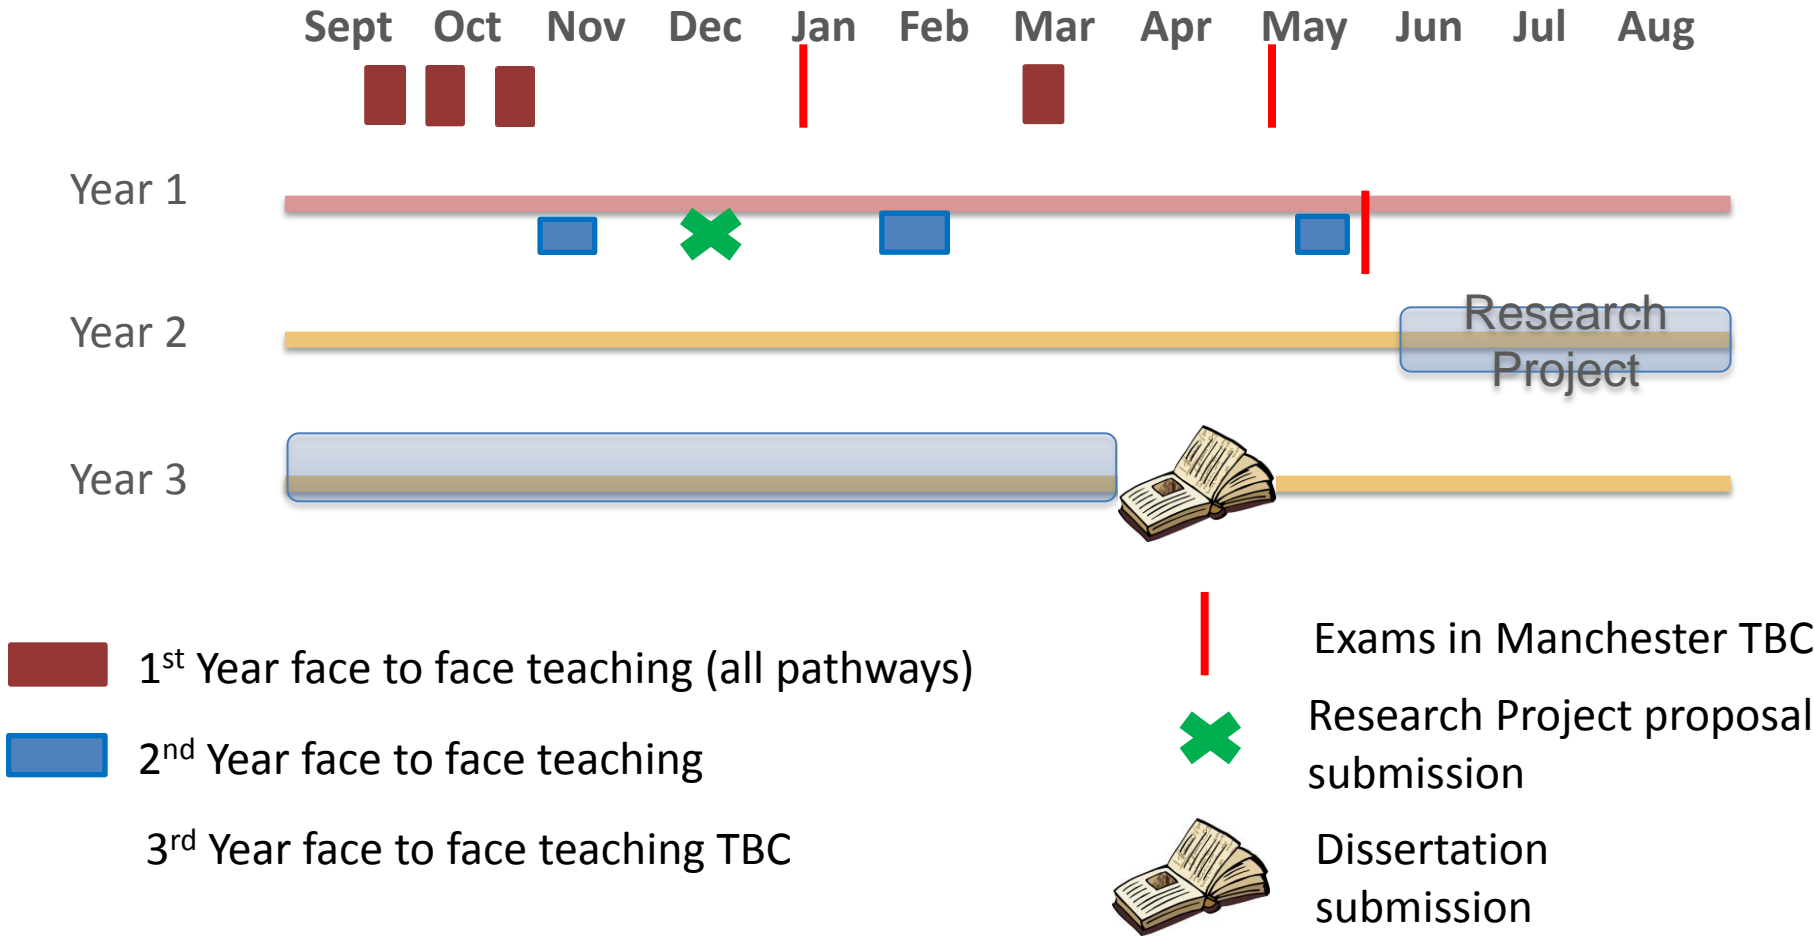 Sept Oct Nov Dec Jan Feb Mar Apr May Jun Jul Aug
Year 1
Year 2
Research
Project
Year 3
1st Year face to face teaching (all pathways)
2nd Year face to face teaching
3rd Year face to face teaching TBC
Exams in Manchester TBC
Research Project proposal
submission
Dissertation
submission